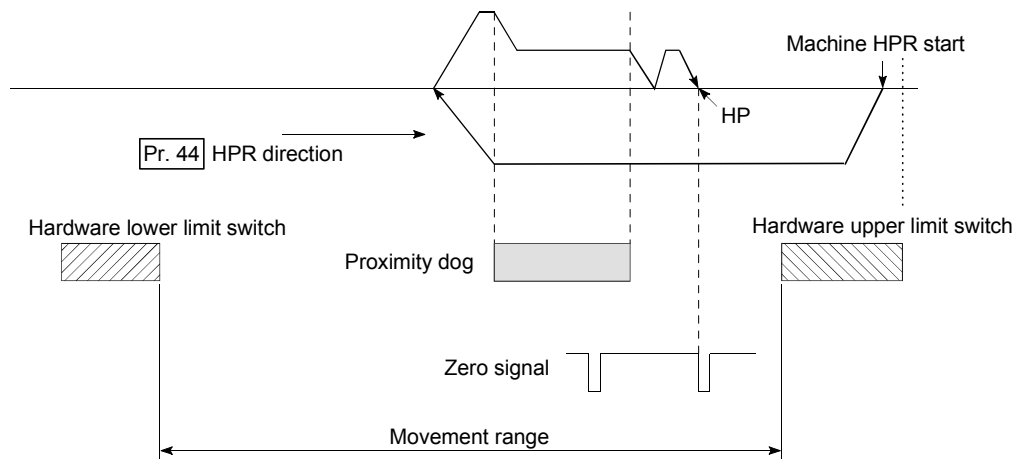 Machine HPR start
HP
Pr. 44 HPR direction
Hardware lower limit switch
Hardware upper limit switch
Proximity dog
Zero signal
Movement range